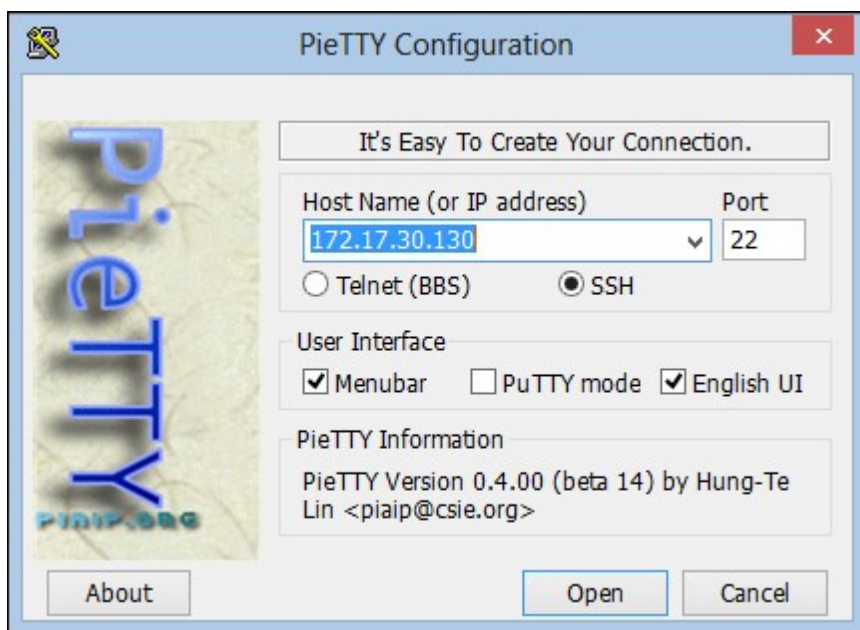 PieTTY Configuration
PieTTY
PIAIP.ORG
It's Easy To Create Your Connection.
Host Name (or IP address)
Port
172.17.30.130
22
Telnet (BBS)
SSH
User Interface
Menubar
PuTTY mode
English UI
PieTTY Information
PieTTY Version 0.4.00 (beta 14) by Hung-Te
Lin <piaip@csie.org>
About
Open
Cancel